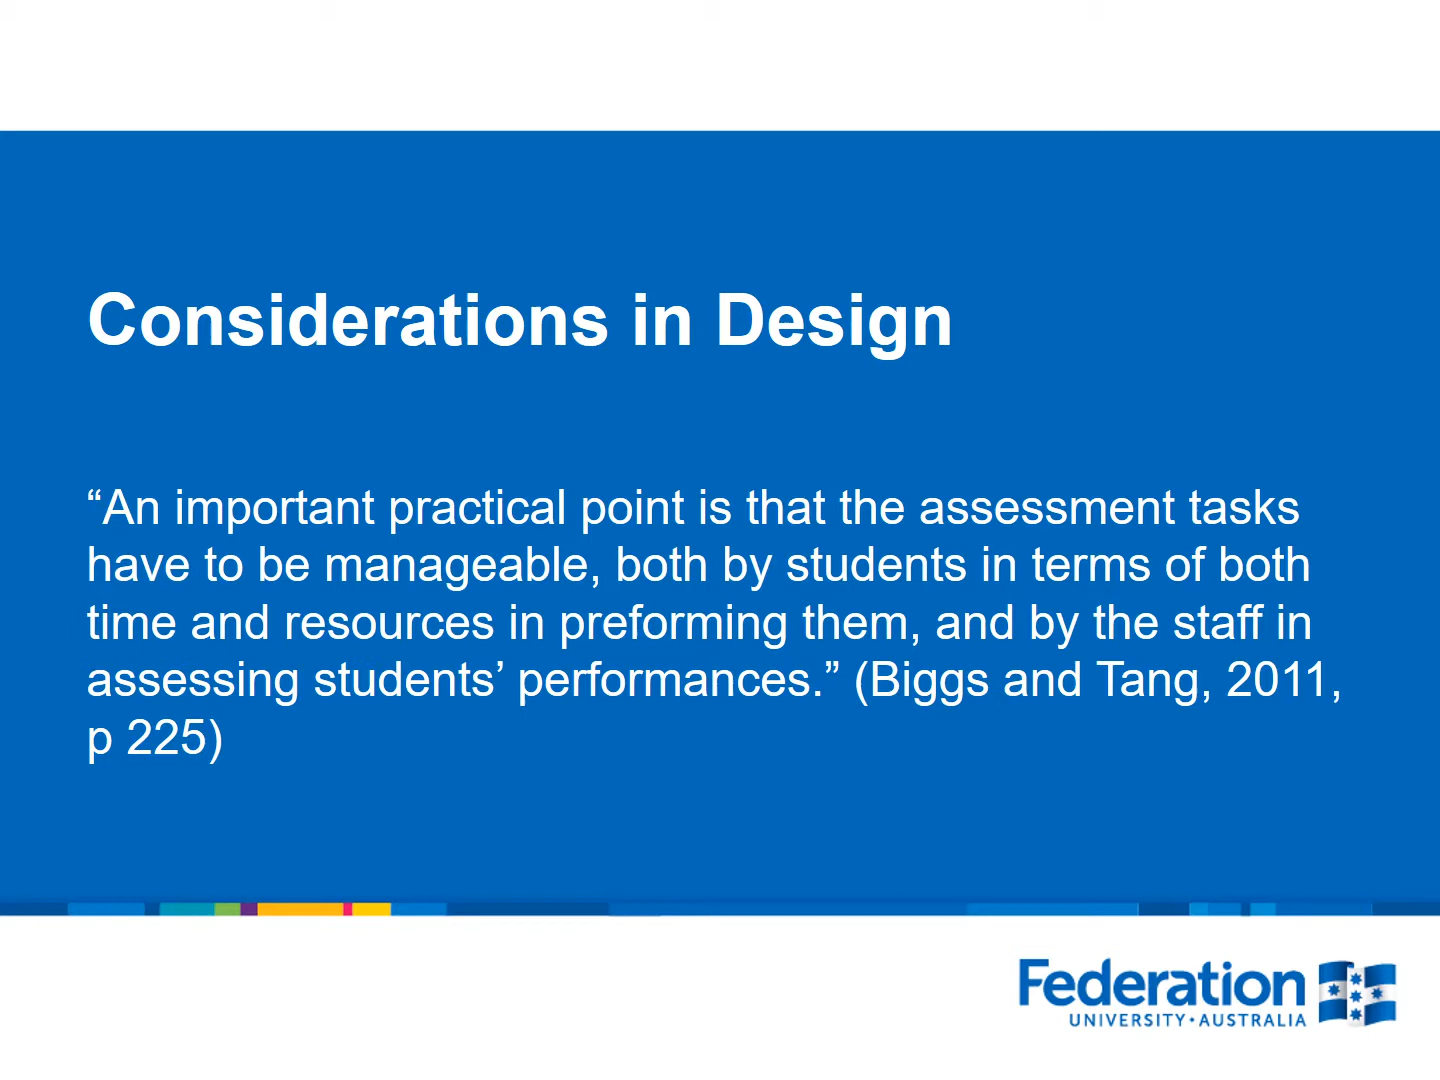 Considerations in Design
“An important practical point is that the assessment tasks
have to be manageable, both by students in terms of both
time and resources in preforming them, and by the staff in
assessing students’ performances.” (Biggs and Tang, 2011,
p 225)
Federation
UNIVERSITY • AUSTRALIA